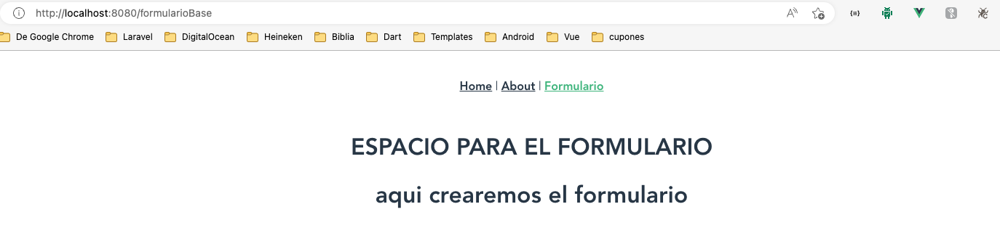 http://localhost:8080/formularioBase
De Google Chrome Laravel DigitalOcean Heineken Biblia Dart Templates Android Vue cupones
Home | About | Formulario
ESPACIO PARA EL FORMULARIO
aqui crearemos el formulario